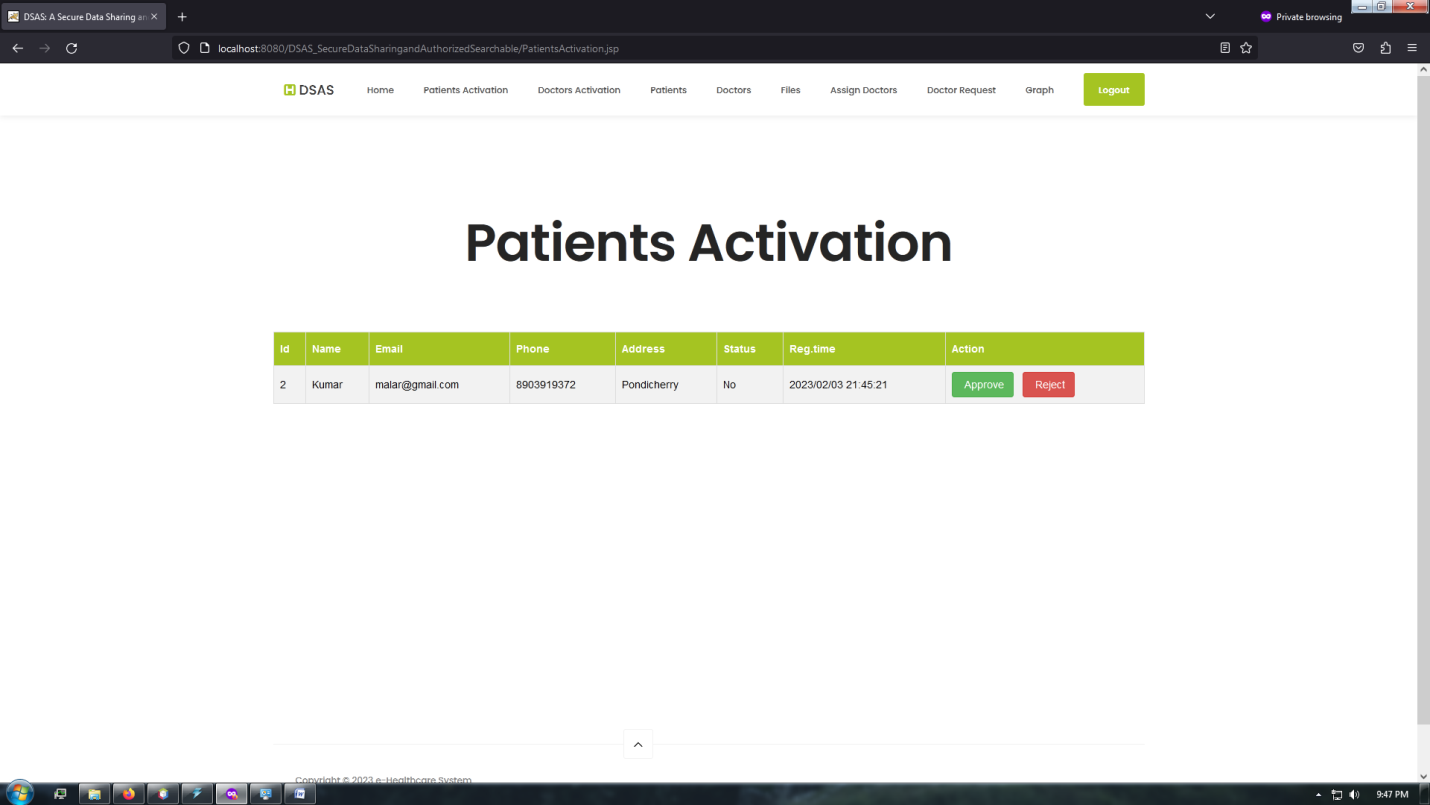 DSAS: A Secure Data Sharing an
Private browsing
localhost:8080/DSAS_SecureDataSharingandAuthorizedSearchable/PatientsActivation.jsp
H DSAS Home Patients Activation Doctors Activation Patients Doctors Files Assign Doctors Doctor Request Graph Logout
Patients Activation
Id Name Email Phone Address Status Reg.time Action
2 Kumar malar@gmail.com 8903919372 Pondicherry No 2023/02/03 21:45:21 Approve Reject
Copyright © 2023 e-Healthcare System
9:47 PM